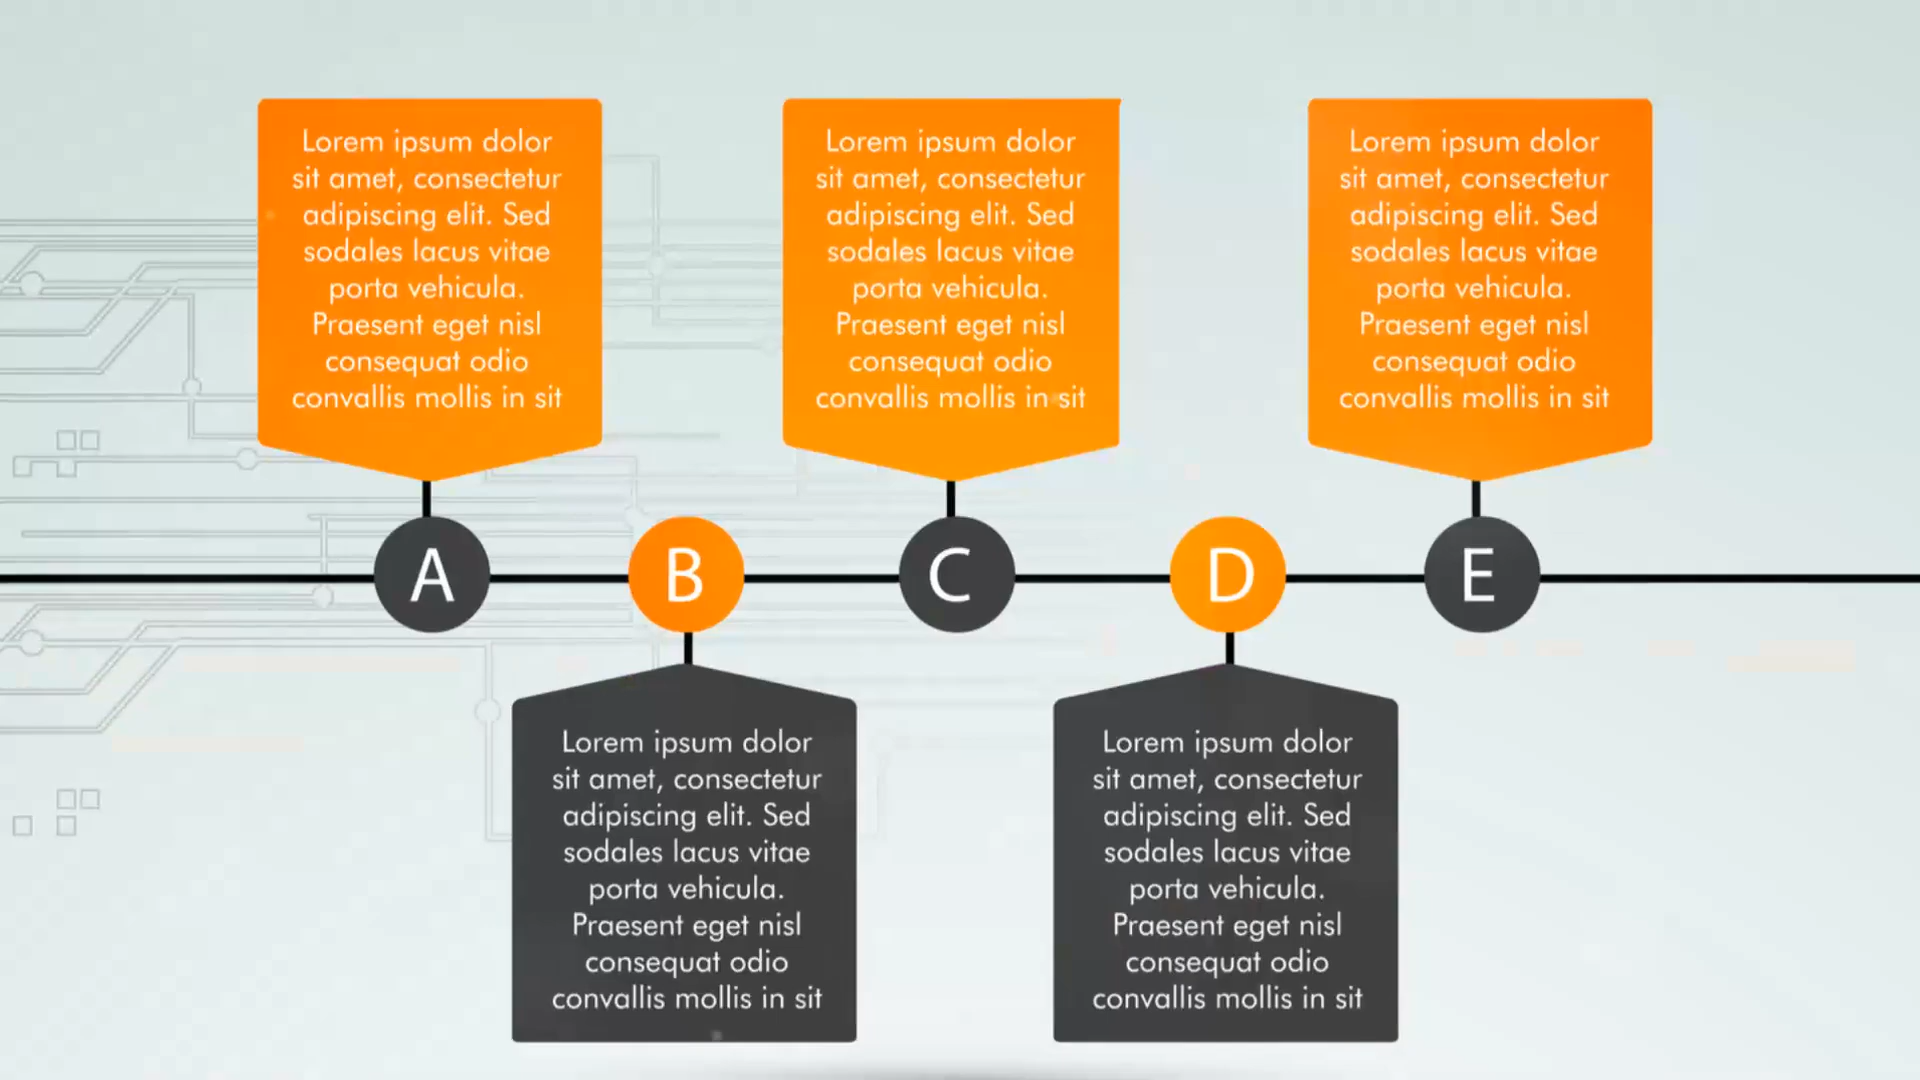 Lorem ipsum dolor
sit amet, consectetur
adipiscing elit. Sed
sodales lacus vitae
porta vehicula.
Praesent eget nisl
consequat odio
convallis mollis in sit
Lorem ipsum dolor
sit amet, consectetur
adipiscing elit. Sed
sodales lacus vitae
porta vehicula.
Praesent eget nisl
consequat odio
convallis mollis in sit
Lorem ipsum dolor
sit amet, consectetur
adipiscing elit. Sed
sodales lacus vitae
porta vehicula.
Praesent eget nisl
consequat odio
convallis mollis in sit
A
B
C
D
E
Lorem ipsum dolor
sit amet, consectetur
adipiscing elit. Sed
sodales lacus vitae
porta vehicula.
Praesent eget nisl
consequat odio
convallis mollis in sit
Lorem ipsum dolor
sit amet, consectetur
adipiscing elit. Sed
sodales lacus vitae
porta vehicula.
Praesent eget nisl
consequat odio
convallis mollis in sit